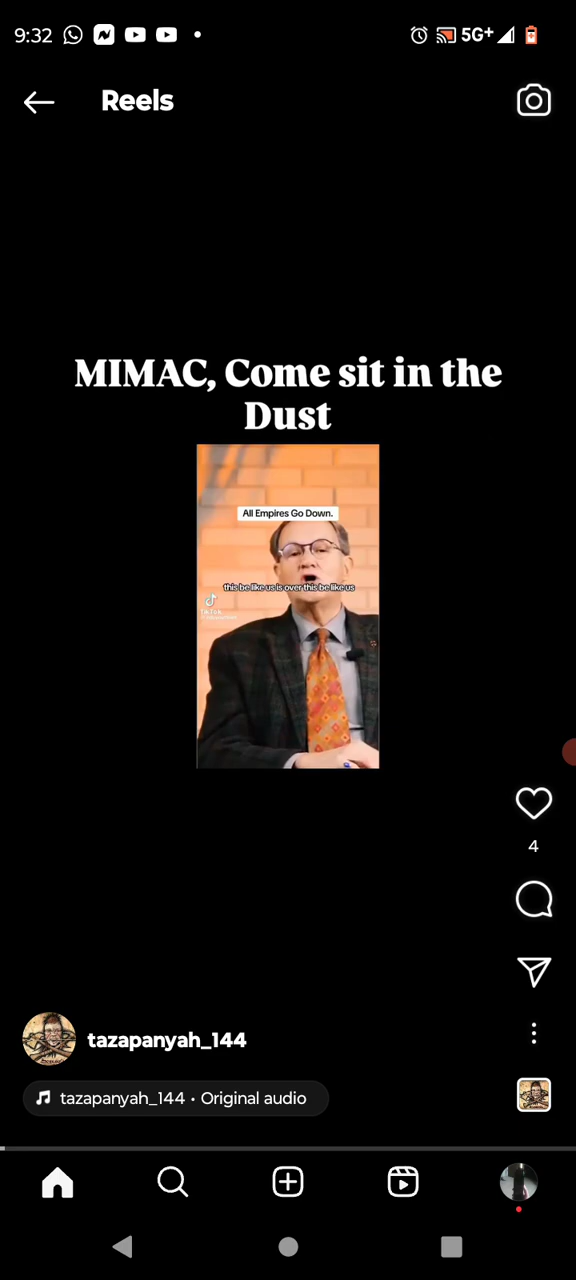 9:32
5G+
Reels
MIMAC, Come sit in the
Dust
All Empires Go Down.
this be like us is over this be like us
TikTok
4
tazapanyah_144
tazapanyah_144 • Original audio